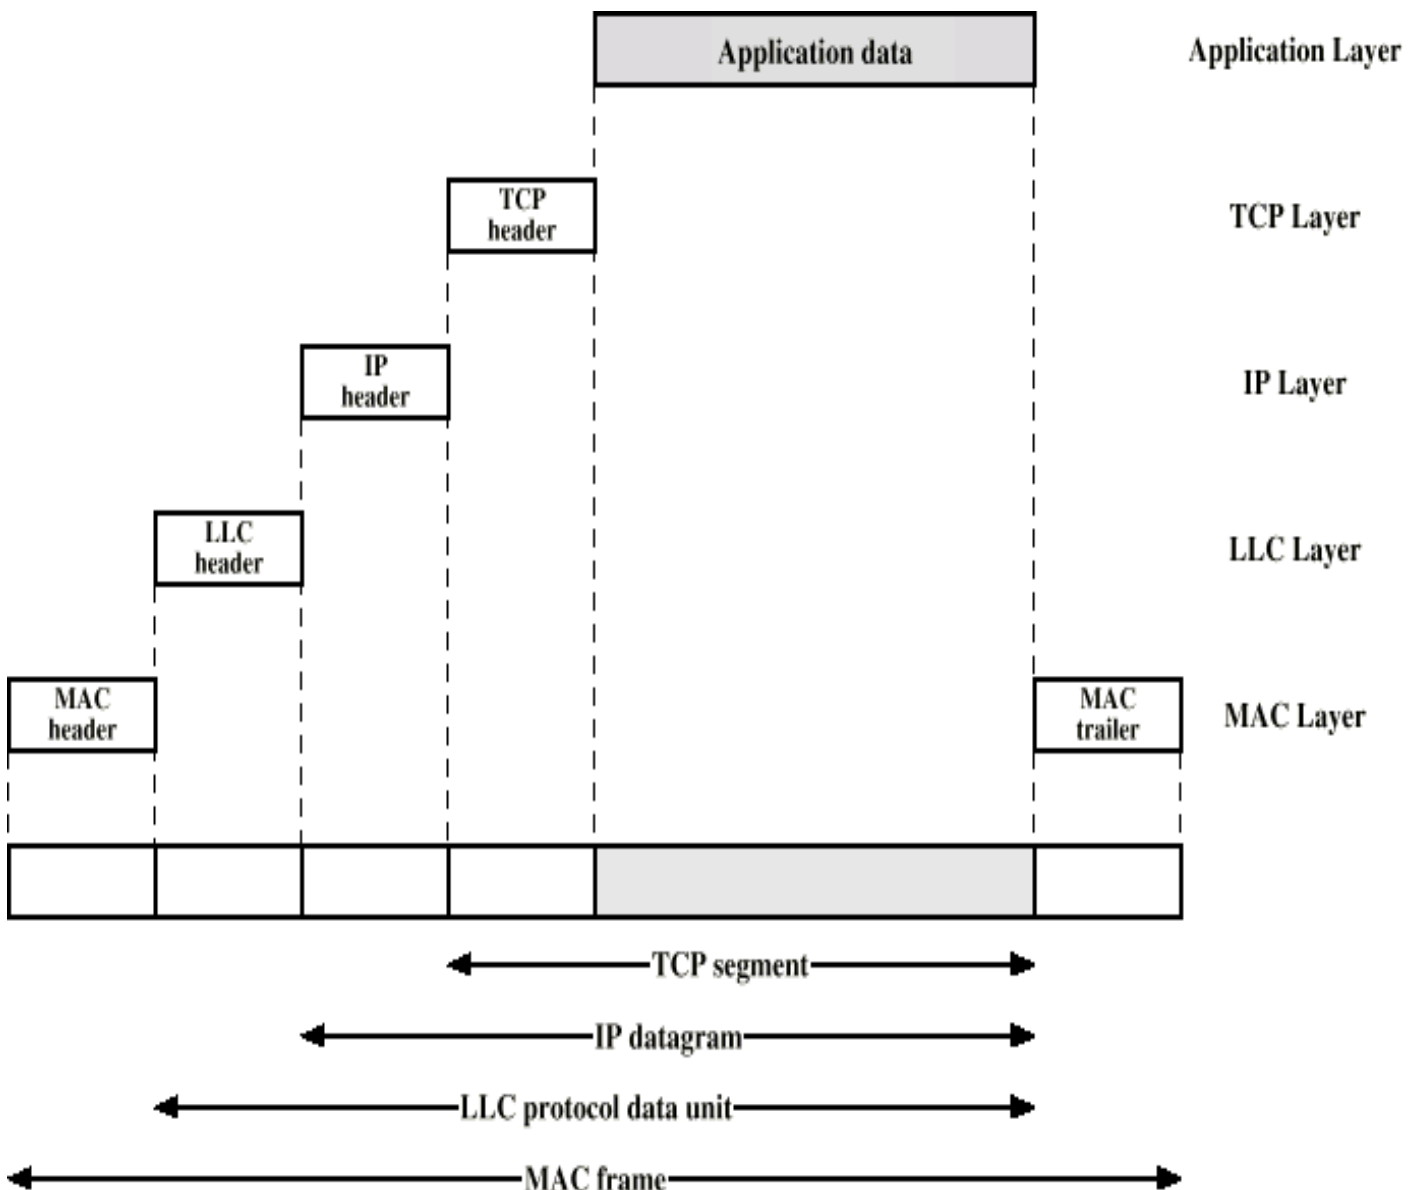 Application data
Application Layer
TCP
header
TCP Layer
IP
header
IP Layer
LLC
header
LLC Layer
MAC
header
MAC
trailer
MAC Layer
TCP segment
IP datagram
LLC protocol data unit
MAC frame